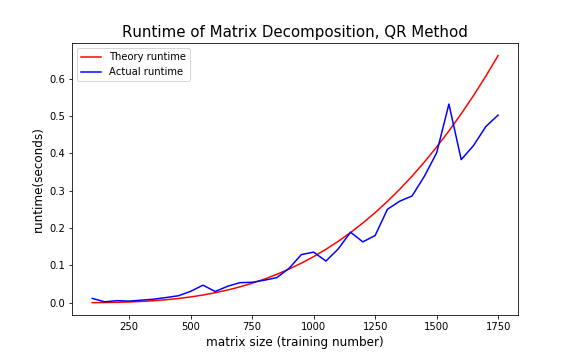 Runtime of Matrix Decomposition, QR Method
Theory runtime
Actual runtime
runtime(seconds)
0.6
0.5
0.4
0.3
0.2
0.1
0.0
250
500
750
1000
1250
1500
1750
matrix size (training number)